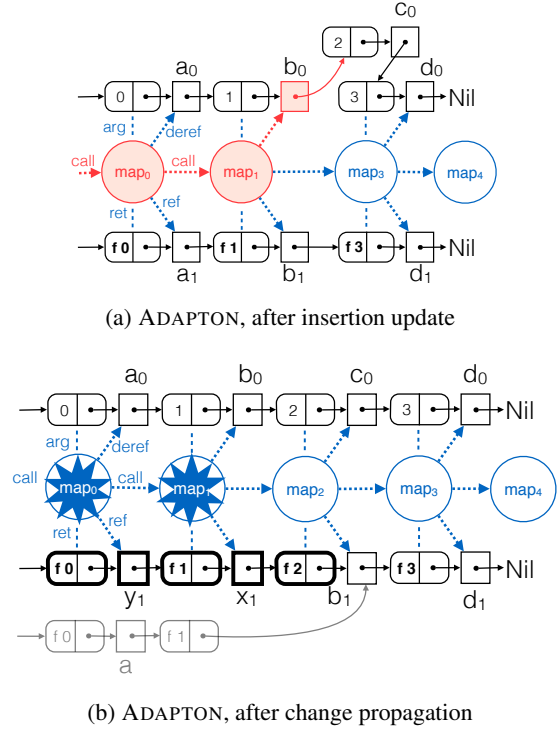 c0
2
a0 b0 d0
0 1 3 Nil
arg deref
call map0 call map1 map3 map4
ret ref
f 0 f 1 f 3 Nil
a1 b1 d1
(a) ADAPTON, after insertion update
a0 b0 c0 d0
0 1 2 3 Nil
arg deref
call map0 call map1 map2 map3 map4
ret ref
f 0 f 1 f 2 f 3 Nil
y1 x1 b1 d1
f 0 f 1
a
(b) ADAPTON, after change propagation